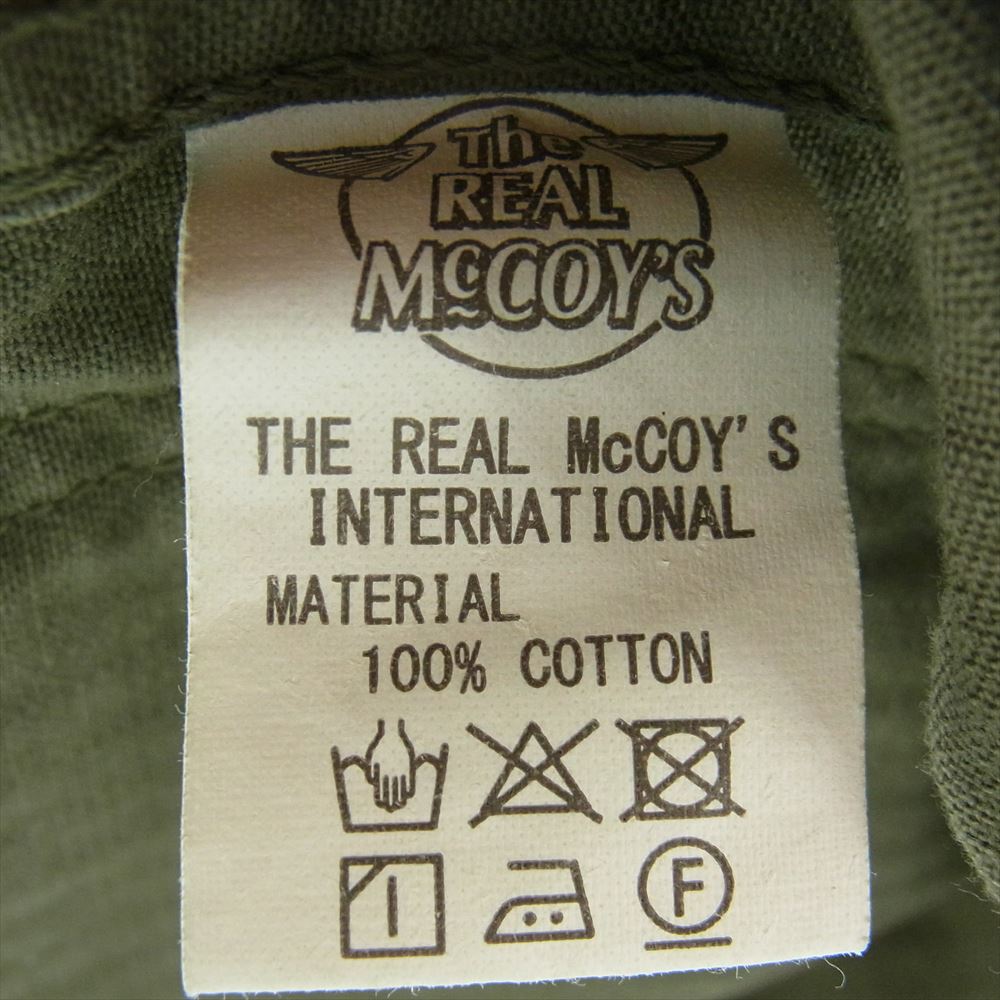 The
REAL
McCOY'S
THE REAL McCOY'S
INTERNATIONAL
MATERIAL
100% COTTON
F